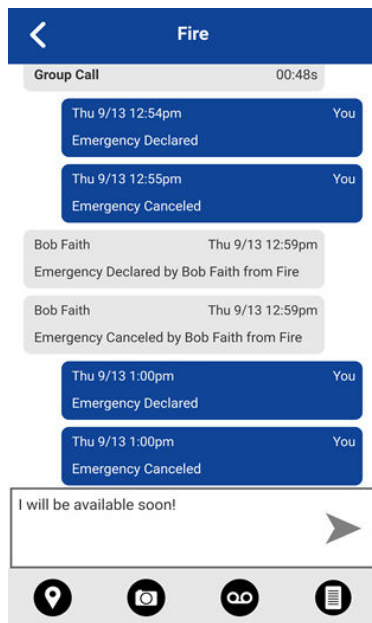 Fire
Group Call 00:48s
Thu 9/13 12:54pm You
Emergency Declared
Thu 9/13 12:55pm You
Emergency Canceled
Bob Faith Thu 9/13 12:59pm
Emergency Declared by Bob Faith from Fire
Bob Faith Thu 9/13 12:59pm
Emergency Canceled by Bob Faith from Fire
Thu 9/13 1:00pm You
Emergency Declared
Thu 9/13 1:00pm You
Emergency Canceled
I will be available soon!